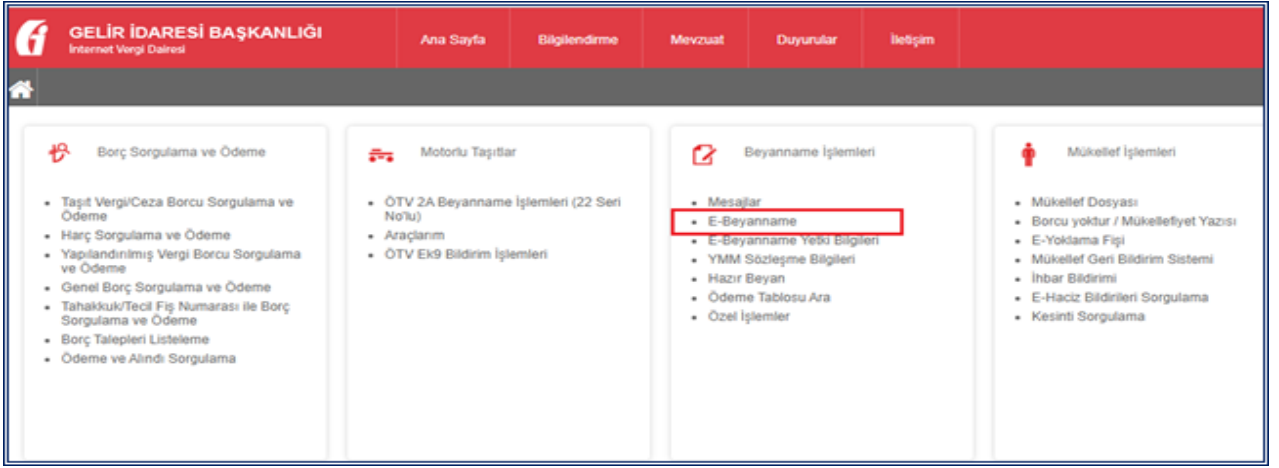 GELİR İDARESİ BAŞKANLIĞI
İnternet Vergi Dairesi
Ana Sayfa
Bilgilendirme
Mevzuat
Duyurular
İletişim
Borç Sorgulama ve Ödeme
Taşıt Vergi/Ceza Borcu Sorgulama ve
Ödeme
Harç Sorgulama ve Ödeme
Yapılandırılmış Vergi Borcu Sorgulama
ve Ödeme
Genel Borç Sorgulama ve Ödeme
Tahakkuk/Tecil Fiş Numarası ile Borç
Sorgulama ve Ödeme
Borç Talepleri Listeleme
Ödeme ve Alındı Sorgulama
Motorlu Taşıtlar
ÖTV 2A Beyanname İşlemleri (22 Seri
No'lu)
Araçlarım
ÖTV Ek9 Bildirim İşlemleri
Beyanname İşlemleri
Mesajlar
E-Beyanname
E-Beyanname Yetki Bilgileri
YMM Sözleşme Bilgileri
Hazır Beyan
Ödeme Tablosu Ara
Özel İşlemler
Mükellef İşlemleri
Mükellef Dosyası
Borcu yoktur / Mükellefiyet Yazısı
E-Yoklama Fişi
Mükellef Geri Bildirim Sistemi
İhbar Bildirimi
E-Haciz Bildirileri Sorgulama
Kesinti Sorgulama